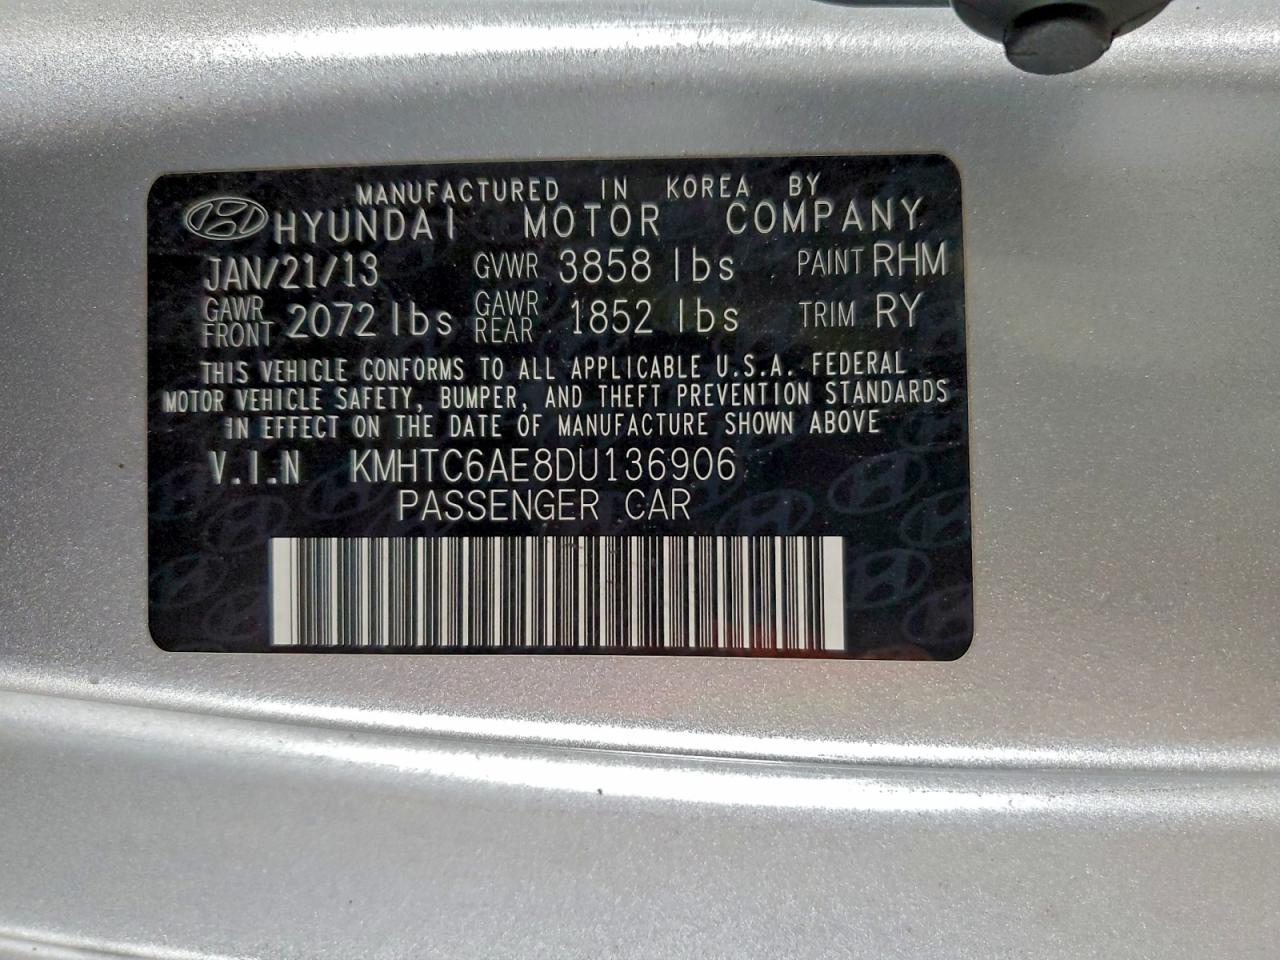 MANUFACTURED IN KOREA BY
HYUNDAI MOTOR COMPANY
JAN/21/13 GVWR 3858 lbs PAINT RHM
GAWR FRONT 2072 lbs GAWR REAR 1852 lbs TRIM RY
THIS VEHICLE CONFORMS TO ALL APPLICABLE U.S.A. FEDERAL
MOTOR VEHICLE SAFETY, BUMPER, AND THEFT PREVENTION STANDARDS
IN EFFECT ON THE DATE OF MANUFACTURE SHOWN ABOVE
V.I.N KMHTC6AE8DU136906
PASSENGER CAR